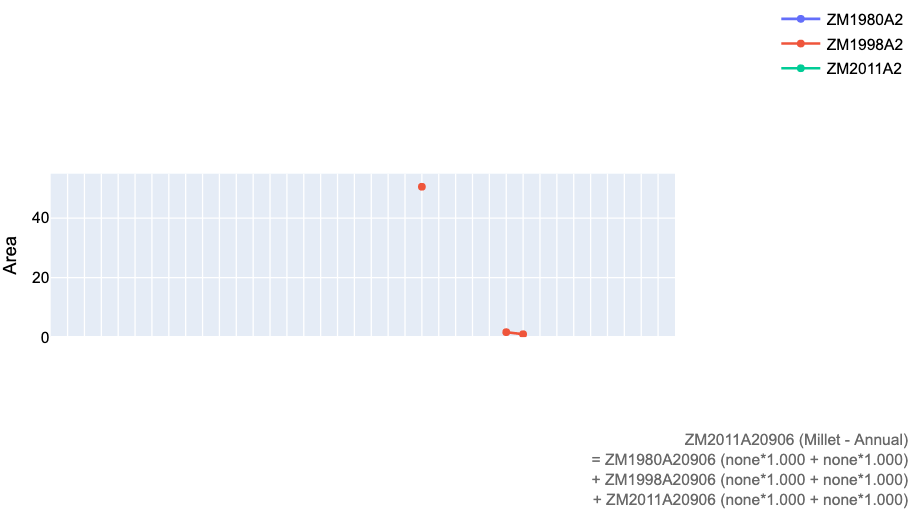 ZM1980A2
ZM1998A2
ZM2011A2
Area
40
20
0
ZM2011A20906 (Millet - Annual)
= ZM1980A20906 (none*1.000 + none*1.000)
+ ZM1998A20906 (none*1.000 + none*1.000)
+ ZM2011A20906 (none*1.000 + none*1.000)